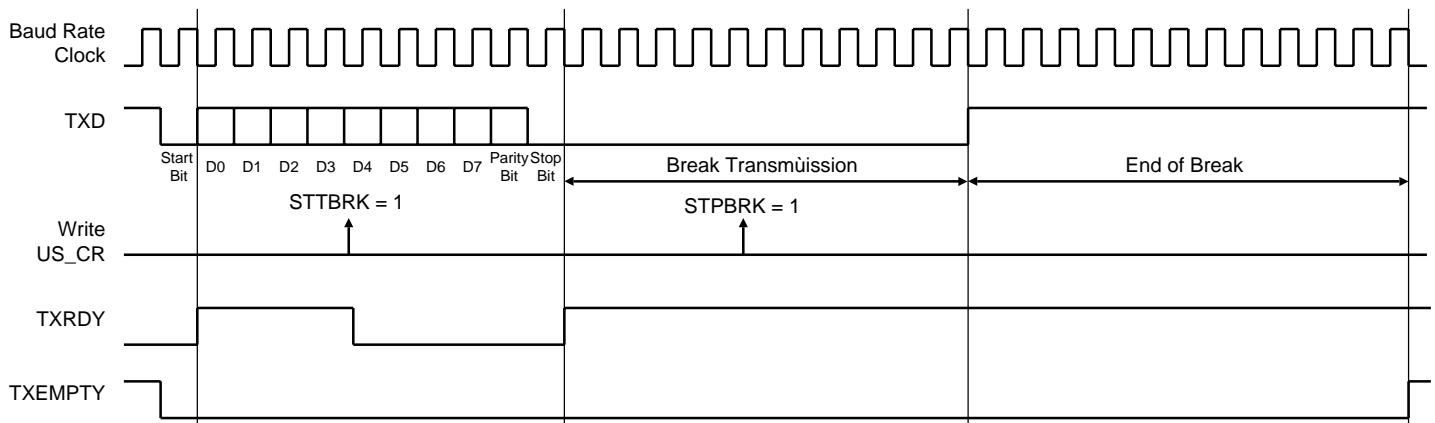 Baud Rate
Clock
TXD
Start
Bit
D0 D1 D2 D3 D4 D5 D6 D7
Parity
Bit
Stop
Bit
Break Transmùission
End of Break
STTBRK = 1
STPBRK = 1
Write
US_CR
TXRDY
TXEMPTY